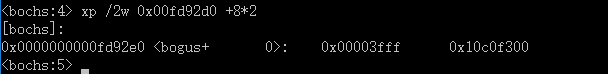 <bochs:4> xp /2w 0x00fd92d0 +8*2
[bochs]:
0x0000000000fd92e0 <bogus+       0>:    0x00003fff      0x10c0f300
<bochs:5>